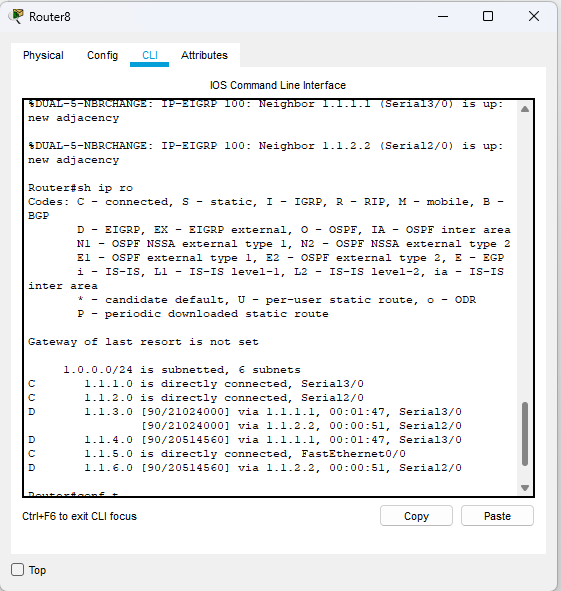 Router8
Physical Config CLI Attributes
IOS Command Line Interface
%DUAL-5-NBRCHANGE: IP-EIGRP 100: Neighbor 1.1.1.1 (Serial3/0) is up:
new adjacency
%DUAL-5-NBRCHANGE: IP-EIGRP 100: Neighbor 1.1.2.2 (Serial2/0) is up:
new adjacency
Router#sh ip ro
Codes: C - connected, S - static, I - IGRP, R - RIP, M - mobile, B -
BGP
D - EIGRP, EX - EIGRP external, O - OSPF, IA - OSPF inter area
N1 - OSPF NSSA external type 1, N2 - OSPF NSSA external type 2
E1 - OSPF external type 1, E2 - OSPF external type 2, E - EGP
i - IS-IS, L1 - IS-IS level-1, L2 - IS-IS level-2, ia - IS-IS
inter area
* - candidate default, U - per-user static route, o - ODR
P - periodic downloaded static route
Gateway of last resort is not set
1.0.0.0/24 is subnetted, 6 subnets
C 1.1.1.0 is directly connected, Serial3/0
C 1.1.2.0 is directly connected, Serial2/0
D 1.1.3.0 [90/21024000] via 1.1.1.1, 00:01:47, Serial3/0
[90/21024000] via 1.1.2.2, 00:00:51, Serial2/0
D 1.1.4.0 [90/20514560] via 1.1.1.1, 00:01:47, Serial3/0
C 1.1.5.0 is directly connected, FastEthernet0/0
D 1.1.6.0 [90/20514560] via 1.1.2.2, 00:00:51, Serial2/0
Router#conf t
Ctrl+F6 to exit CLI focus
Copy Paste
Top